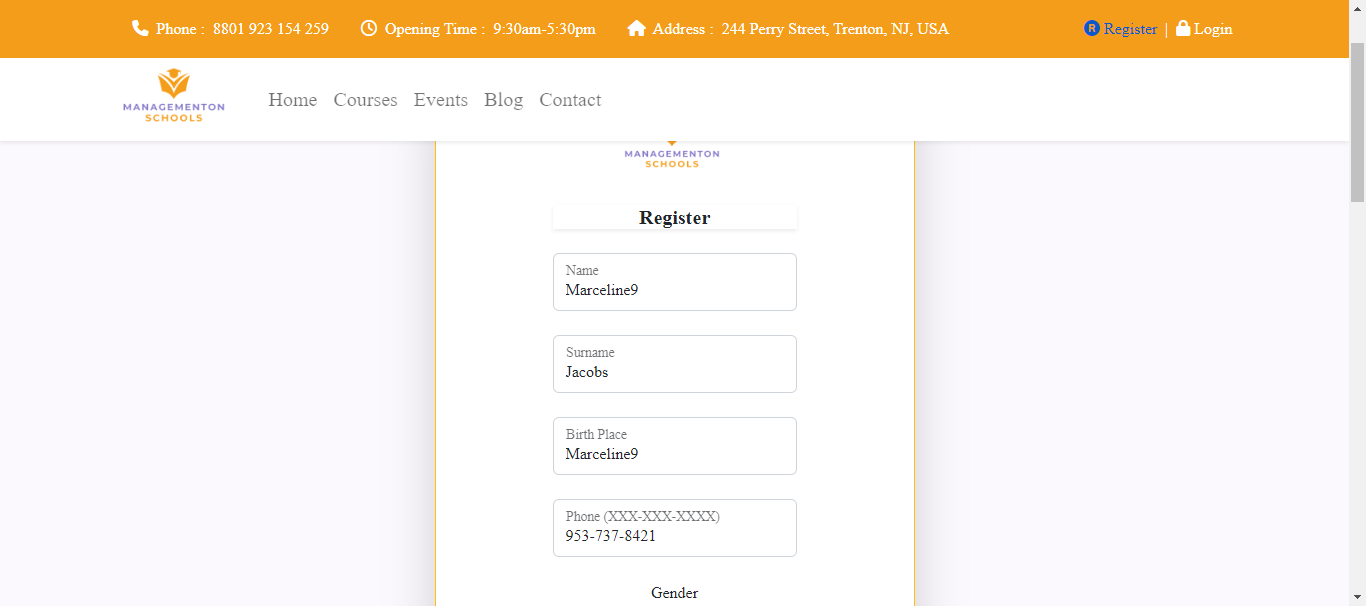 Phone : 8801 923 154 259 Opening Time : 9:30am-5:30pm Address : 244 Perry Street, Trenton, NJ, USA R Register | Login
MANAGEMENTON
SCHOOLS
Home Courses Events Blog Contact
MANAGEMENTON
SCHOOLS
Register
Name
Marceline9
Surname
Jacobs
Birth Place
Marceline9
Phone (XXX-XXX-XXXX)
953-737-8421
Gender